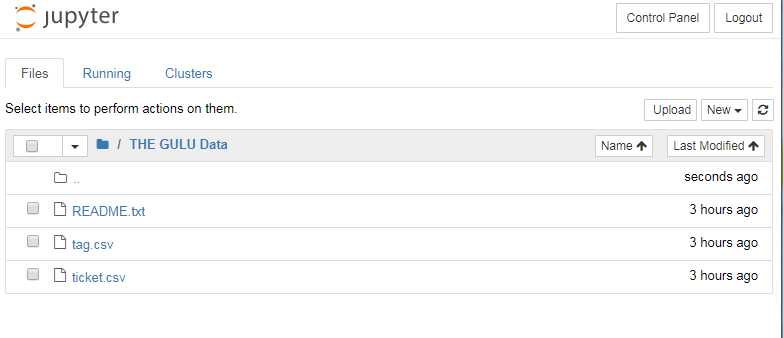 jupyter
Control Panel Logout
Files Running Clusters
Select items to perform actions on them.
Upload New
/ THE GULU Data Name Last Modified
.. seconds ago
README.txt 3 hours ago
tag.csv 3 hours ago
ticket.csv 3 hours ago